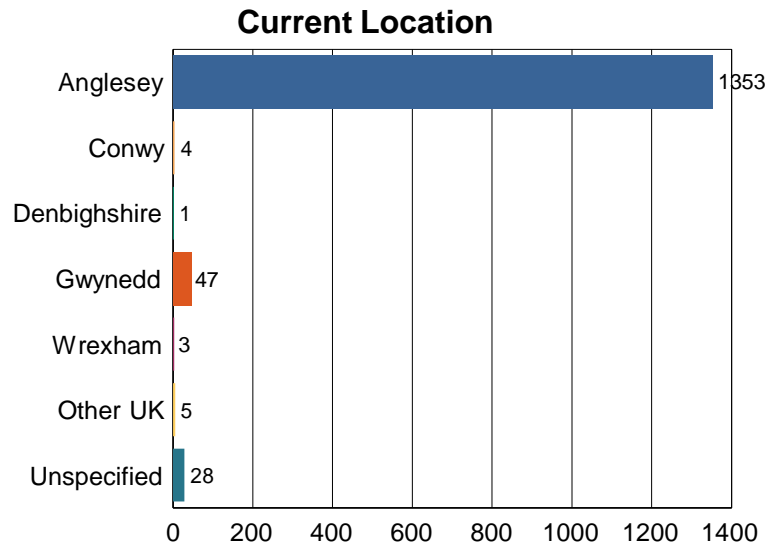 Current Location
Anglesey 1353
Conwy 4
Denbighshire 1
Gwynedd 47
Wrexham 3
Other UK 5
Unspecified 28
0 200 400 600 800 1000 1200 1400